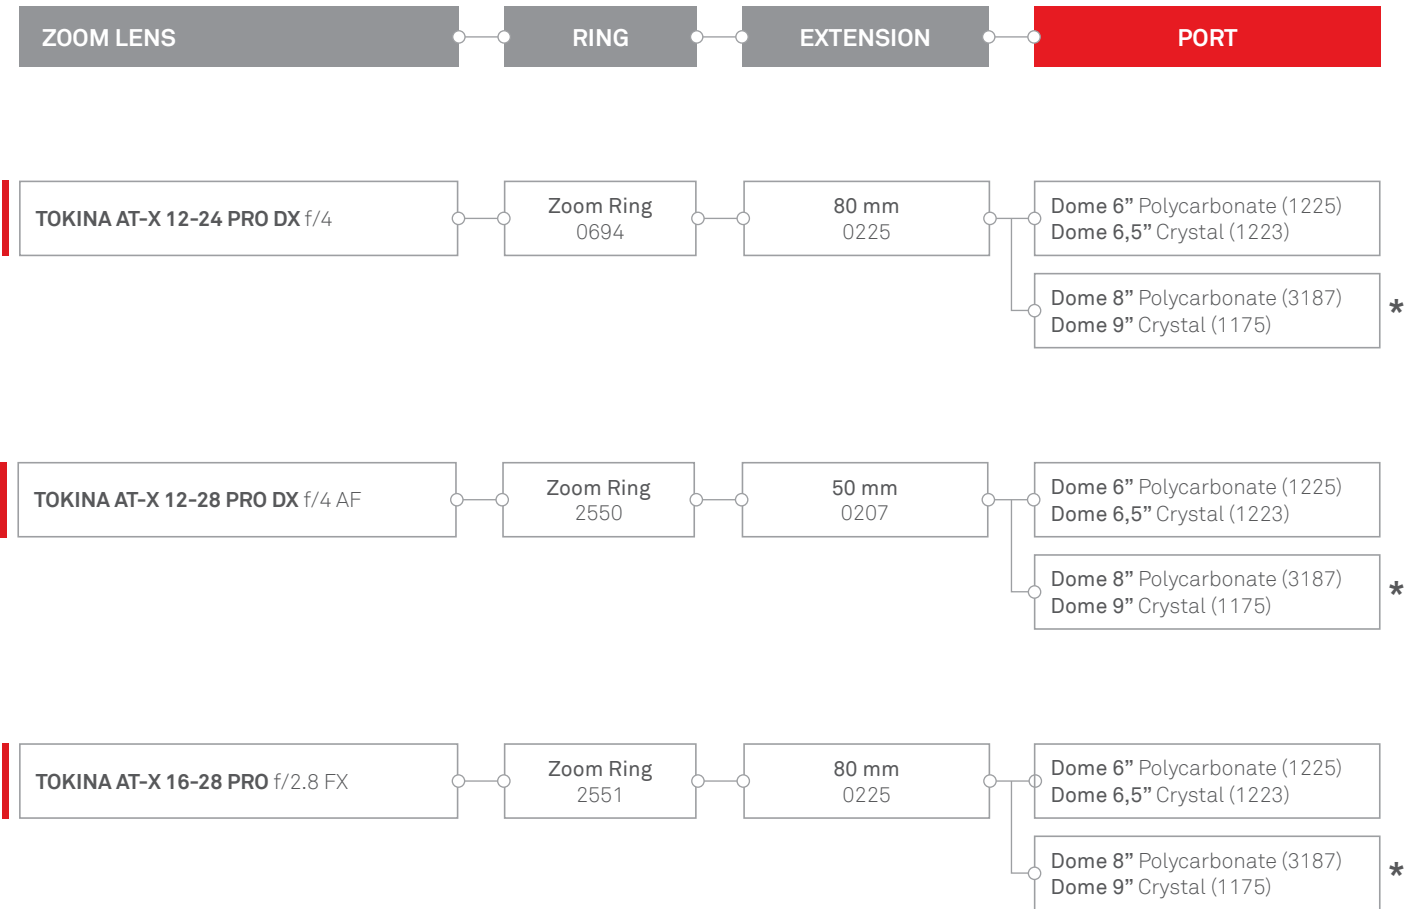 ZOOM LENS
RING
EXTENSION
PORT
TOKINA AT-X 12-24 PRO DX f/4
Zoom Ring
0694
80 mm
0225
Dome 6” Polycarbonate (1225)
Dome 6,5” Crystal (1223)
Dome 8” Polycarbonate (3187)
Dome 9” Crystal (1175)
*
TOKINA AT-X 12-28 PRO DX f/4 AF
Zoom Ring
2550
50 mm
0207
Dome 6” Polycarbonate (1225)
Dome 6,5” Crystal (1223)
Dome 8” Polycarbonate (3187)
Dome 9” Crystal (1175)
*
TOKINA AT-X 16-28 PRO f/2.8 FX
Zoom Ring
2551
80 mm
0225
Dome 6” Polycarbonate (1225)
Dome 6,5” Crystal (1223)
Dome 8” Polycarbonate (3187)
Dome 9” Crystal (1175)
*